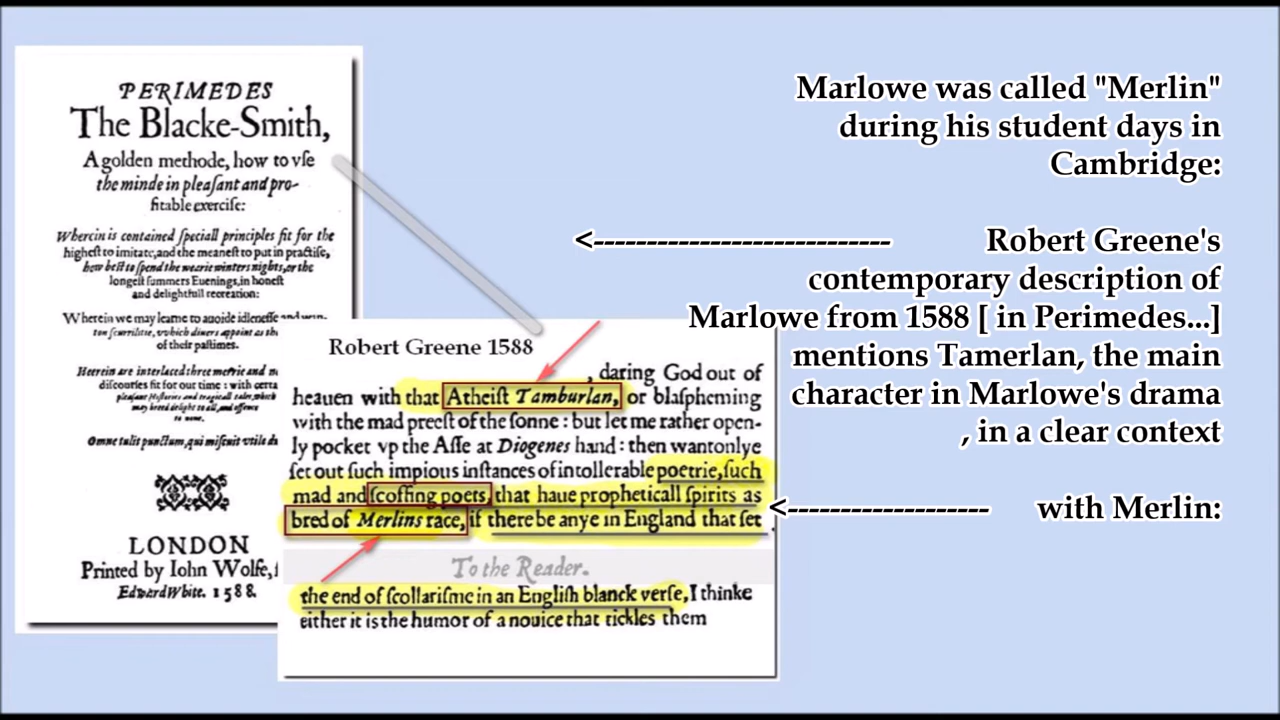 PERIMEDES
The Blacke-Smith,
A golden methode, how to vſe
the minde in pleaſant and pro-
fitable exerciſe:
Wherein is contained ſpeciall principles fit for the
higheſt to imitate, and the meaneſt to put in practiſe,
how beſt to ſpend the wearie winters nights, or the
longeſt ſummers Euenings, in honeſt
and delightfull recreation:
Wherein we may learne to auoide idleneſſe and wan-
ton ſcurrilitie, which diuers appoint as th
of their paſtimes.
Heerein are interlaced three merrie and n
diſcourſes fit for our time: with certa
pleaſant Hiſtories and tragicall tales, which
may breed delight to all, and offence
to none.
Omne tulit punctum, qui miſcuit vtile du
LONDON
Printed by Iohn Wolfe, f
Edward White. 1588.
Robert Greene 1588
, daring God out of
heauen with that Atheiſt Tamburlan, or blaſpheming
with the mad preeſt of the ſonne: but let me rather open-
ly pocket vp the Aſſe at Diogenes hand: then wantonlye
ſet out ſuch impious inſtances of intollerable poetrie, ſuch
mad and ſcoffing poets, that haue propheticall ſpirits as
bred of Merlins race, if there be anye in England that ſet
To the Reader.
the end of ſcollariſme in an Engliſh blanck verſe, I thinke
either it is the humor of a nouice that tickles them
Marlowe was called "Merlin"
during his student days in
Cambridge:
<---------------------------- Robert Greene's
contemporary description of
Marlowe from 1588 [ in Perimedes...]
mentions Tamerlan, the main
character in Marlowe's drama
, in a clear context
<------------------- with Merlin: